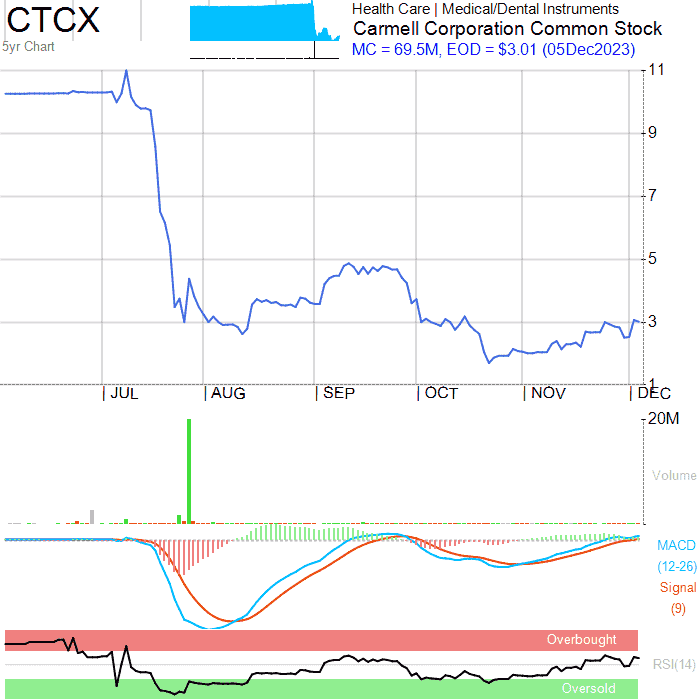 CTCX
5yr Chart
Health Care | Medical/Dental Instruments
Carmell Corporation Common Stock
MC = 69.5M, EOD = $3.01 (05Dec2023)
11
9
7
5
3
1
| JUL | AUG | SEP | OCT | NOV | DEC
20M
Volume
MACD
(12-26)
Signal
(9)
Overbought
RSI(14)
Oversold